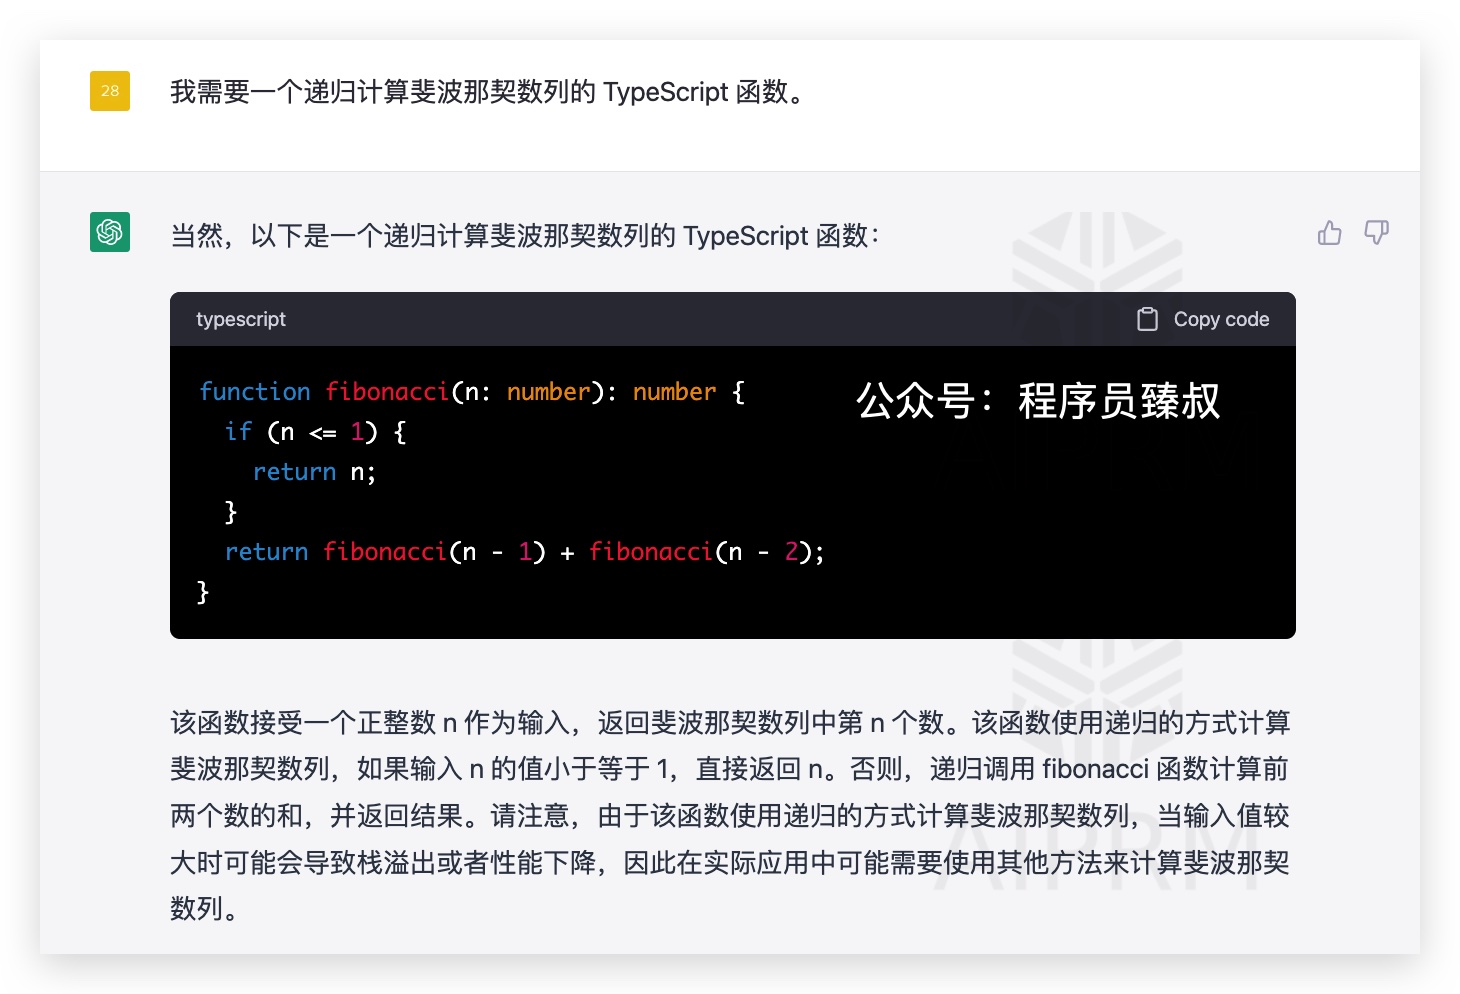 28
我需要一个递归计算斐波那契数列的 TypeScript 函数。
当然，以下是一个递归计算斐波那契数列的 TypeScript 函数：
typescript
Copy code
公众号：程序员臻叔
function fibonacci(n: number): number {
  if (n <= 1) {
    return n;
  }
  return fibonacci(n - 1) + fibonacci(n - 2);
}
该函数接受一个正整数 n 作为输入，返回斐波那契数列中第 n 个数。该函数使用递归的方式计算
斐波那契数列，如果输入 n 的值小于等于 1，直接返回 n。否则，递归调用 fibonacci 函数计算前
两个数的和，并返回结果。请注意，由于该函数使用递归的方式计算斐波那契数列，当输入值较
大时可能会导致栈溢出或者性能下降，因此在实际应用中可能需要使用其他方法来计算斐波那契
数列。
AIPRM